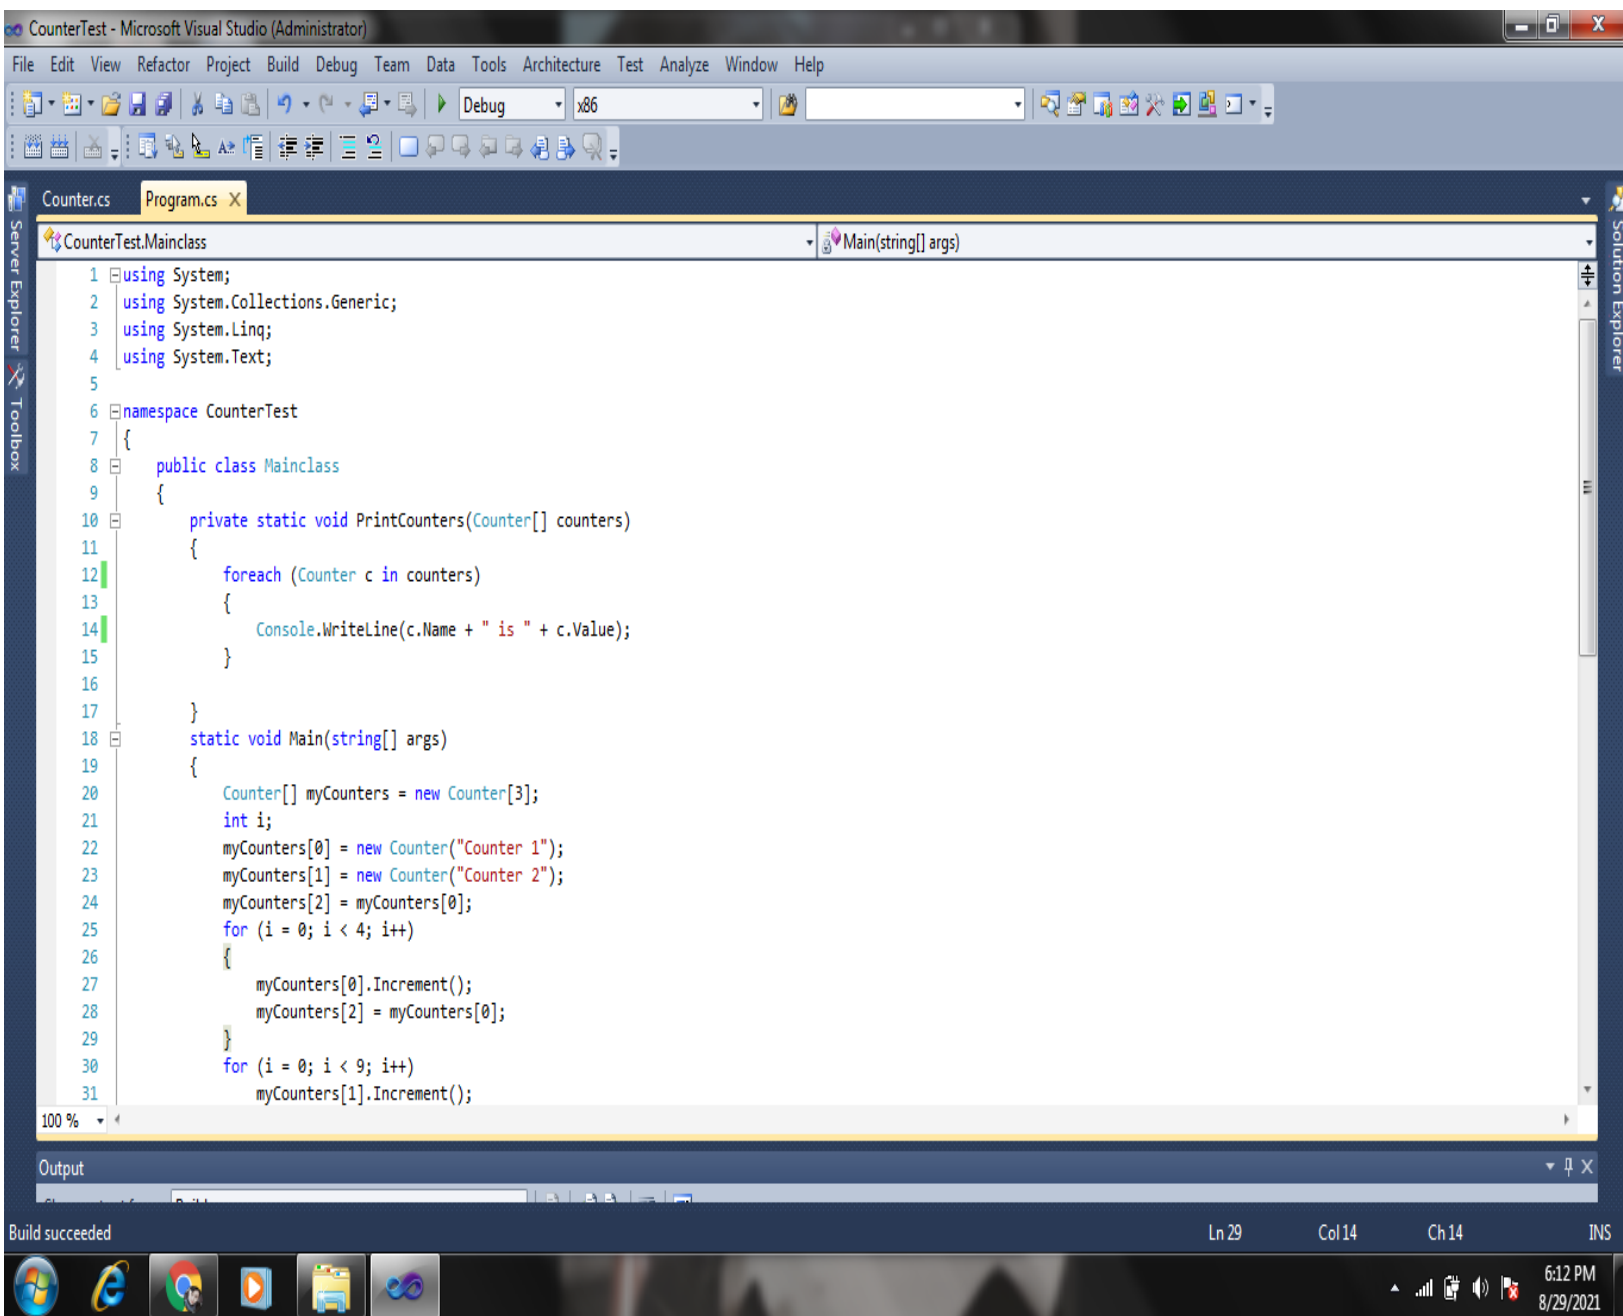 CounterTest - Microsoft Visual Studio (Administrator)
File Edit View Refactor Project Build Debug Team Data Tools Architecture Test Analyze Window Help
Debug x86
Counter.cs Program.cs X
Server Explorer
Toolbox
Solution Explorer
CounterTest.Mainclass Main(string[] args)
1 using System;
2 using System.Collections.Generic;
3 using System.Linq;
4 using System.Text;
5
6 namespace CounterTest
7 {
8 public class Mainclass
9 {
10 private static void PrintCounters(Counter[] counters)
11 {
12 foreach (Counter c in counters)
13 {
14 Console.WriteLine(c.Name + " is " + c.Value);
15 }
16
17 }
18 static void Main(string[] args)
19 {
20 Counter[] myCounters = new Counter[3];
21 int i;
22 myCounters[0] = new Counter("Counter 1");
23 myCounters[1] = new Counter("Counter 2");
24 myCounters[2] = myCounters[0];
25 for (i = 0; i < 4; i++)
26 {
27 myCounters[0].Increment();
28 myCounters[2] = myCounters[0];
29 }
30 for (i = 0; i < 9; i++)
31 myCounters[1].Increment();
100 %
Output
Build succeeded Ln 29 Col 14 Ch 14 INS
6:12 PM
8/29/2021